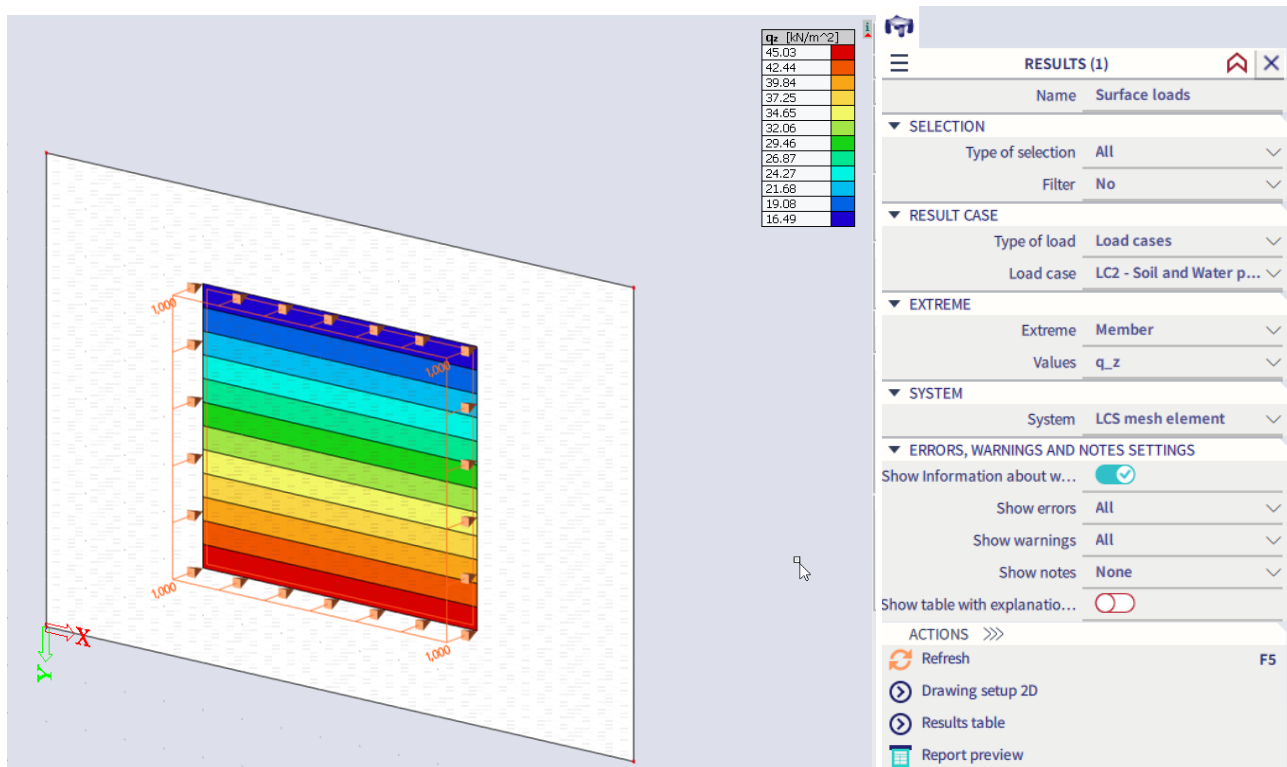 qz [kN/m^2]
45.03
42.44
39.84
37.25
34.65
32.06
29.46
26.87
24.27
21.68
19.08
16.49
1,000
1,000
1,000
1,000
X
Y
RESULTS (1)
Name Surface loads
SELECTION
Type of selection All
Filter No
RESULT CASE
Type of load Load cases
Load case LC2 - Soil and Water p...
EXTREME
Extreme Member
Values q_z
SYSTEM
System LCS mesh element
ERRORS, WARNINGS AND NOTES SETTINGS
Show Information about w...
Show errors All
Show warnings All
Show notes None
Show table with explanatio...
ACTIONS >>>
Refresh F5
Drawing setup 2D
Results table
Report preview